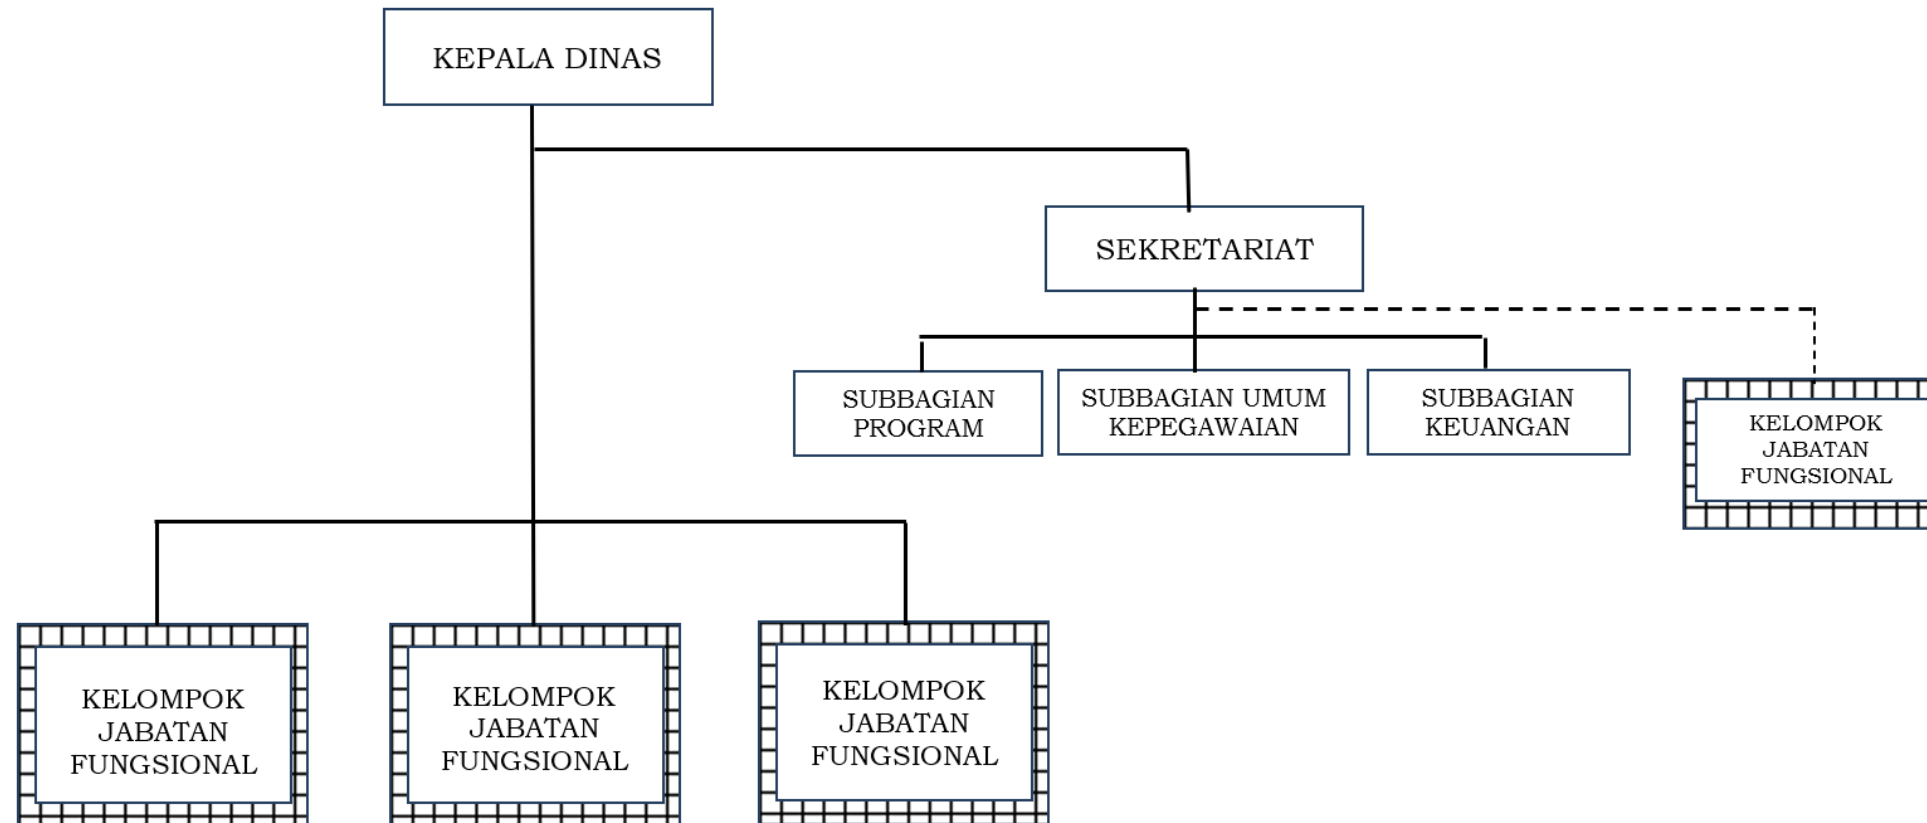 KEPALA DINAS
SEKRETARIAT
SUBBAGIAN
PROGRAM
SUBBAGIAN UMUM
KEPEGAWAIAN
SUBBAGIAN
KEUANGAN
KELOMPOK
JABATAN
FUNGSIONAL
KELOMPOK
JABATAN
FUNGSIONAL
KELOMPOK
JABATAN
FUNGSIONAL
KELOMPOK
JABATAN
FUNGSIONAL